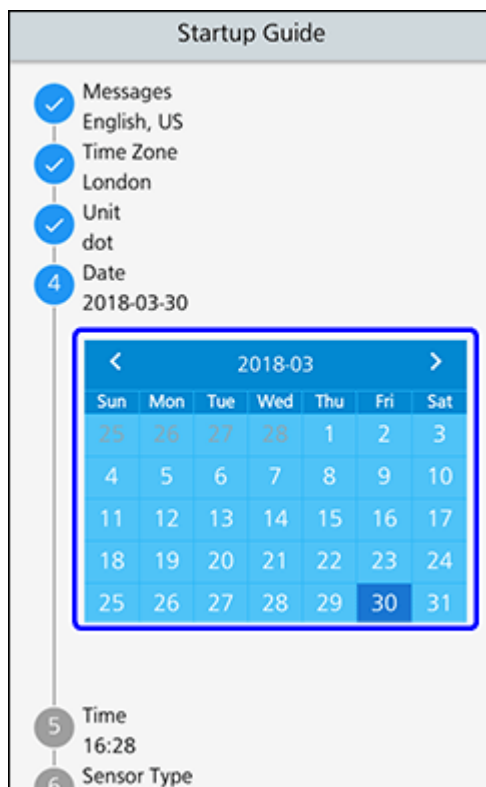 Startup Guide
Messages
English, US
Time Zone
London
Unit
dot
4 Date
2018-03-30
< 2018-03 >
Sun Mon Tue Wed Thu Fri Sat
25 26 27 28 1 2 3
4 5 6 7 8 9 10
11 12 13 14 15 16 17
18 19 20 21 22 23 24
25 26 27 28 29 30 31
5 Time
16:28
6 Sensor Type